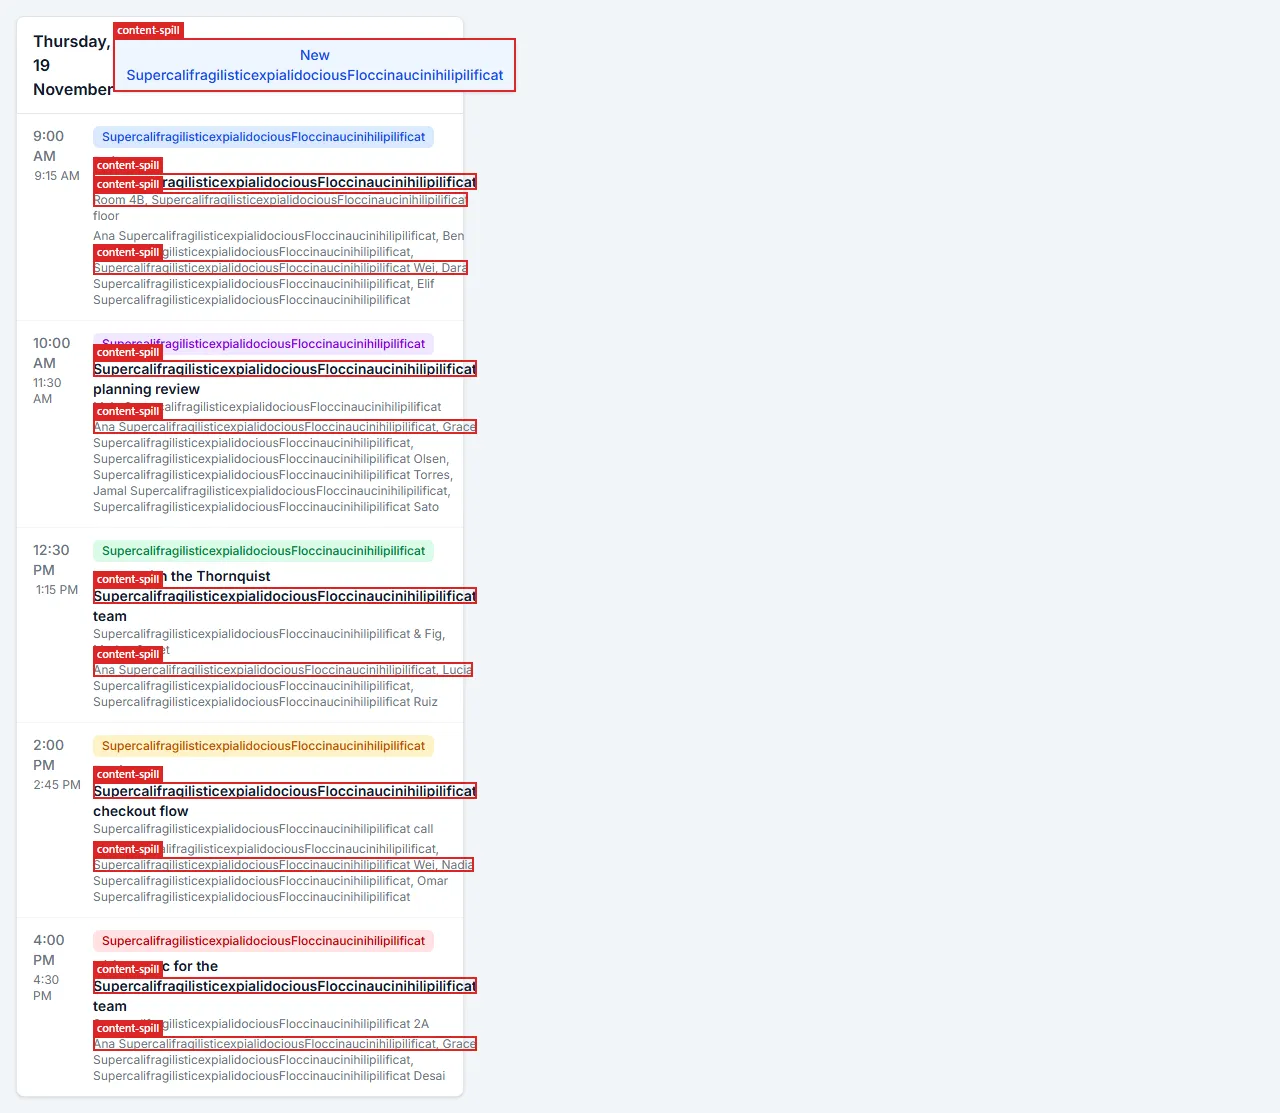 Thursday,
19
November
content-spill
New
SupercalifragilisticexpialidociousFloccinaucinihilipilificat
9:00
AM
9:15 AM
SupercalifragilisticexpialidociousFloccinaucinihilipilificat
content-spill
content-spill
ragilisticexpialidociousFloccinaucinihilipilificat
Room 4B, SupercalifragilisticexpialidociousFloccinaucinihilipilificat
floor
Ana SupercalifragilisticexpialidociousFloccinaucinihilipilificat, Ben
content-spill
gilisticexpialidociousFloccinaucinihilipilificat,
SupercalifragilisticexpialidociousFloccinaucinihilipilificat Wei, Dara
SupercalifragilisticexpialidociousFloccinaucinihilipilificat, Elif
SupercalifragilisticexpialidociousFloccinaucinihilipilificat
10:00
AM
11:30
AM
SupercalifragilisticexpialidociousFloccinaucinihilipilificat
content-spill
SupercalifragilisticexpialidociousFloccinaucinihilipilificat
planning review
content-spill
alifragilisticexpialidociousFloccinaucinihilipilificat
Ana SupercalifragilisticexpialidociousFloccinaucinihilipilificat, Grace
SupercalifragilisticexpialidociousFloccinaucinihilipilificat,
SupercalifragilisticexpialidociousFloccinaucinihilipilificat Olsen,
SupercalifragilisticexpialidociousFloccinaucinihilipilificat Torres,
Jamal SupercalifragilisticexpialidociousFloccinaucinihilipilificat,
SupercalifragilisticexpialidociousFloccinaucinihilipilificat Sato
12:30
PM
1:15 PM
SupercalifragilisticexpialidociousFloccinaucinihilipilificat
content-spill
the Thornquist
SupercalifragilisticexpialidociousFloccinaucinihilipilificat
team
SupercalifragilisticexpialidociousFloccinaucinihilipilificat & Fig,
content-spill
Ana SupercalifragilisticexpialidociousFloccinaucinihilipilificat, Lucia
SupercalifragilisticexpialidociousFloccinaucinihilipilificat,
SupercalifragilisticexpialidociousFloccinaucinihilipilificat Ruiz
2:00
PM
2:45 PM
SupercalifragilisticexpialidociousFloccinaucinihilipilificat
content-spill
SupercalifragilisticexpialidociousFloccinaucinihilipilificat
checkout flow
SupercalifragilisticexpialidociousFloccinaucinihilipilificat call
content-spill
alifragilisticexpialidociousFloccinaucinihilipilificat,
SupercalifragilisticexpialidociousFloccinaucinihilipilificat Wei, Nadia
SupercalifragilisticexpialidociousFloccinaucinihilipilificat, Omar
SupercalifragilisticexpialidociousFloccinaucinihilipilificat
4:00
PM
4:30
PM
SupercalifragilisticexpialidociousFloccinaucinihilipilificat
content-spill
for the
SupercalifragilisticexpialidociousFloccinaucinihilipilificat
team
content-spill
gilisticexpialidociousFloccinaucinihilipilificat 2A
Ana SupercalifragilisticexpialidociousFloccinaucinihilipilificat, Grace
SupercalifragilisticexpialidociousFloccinaucinihilipilificat,
SupercalifragilisticexpialidociousFloccinaucinihilipilificat Desai